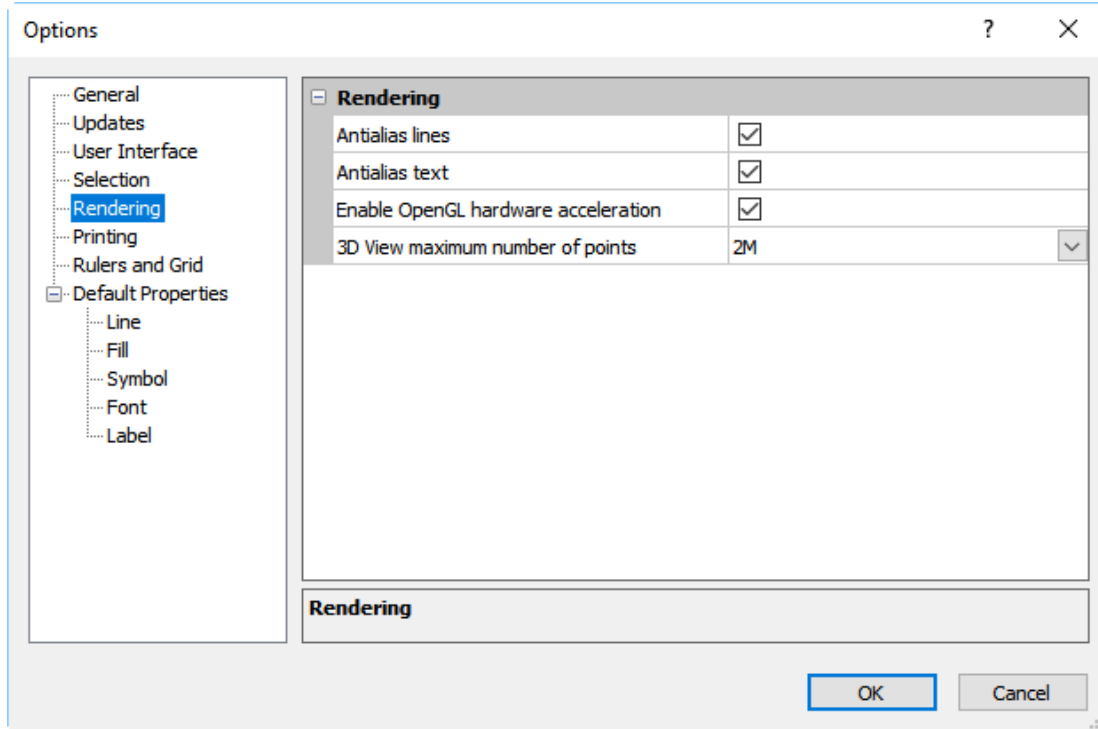 Options
?
General
Updates
User Interface
Selection
Rendering
Printing
Rulers and Grid
Default Properties
Line
Fill
Symbol
Font
Label
Rendering
Antialias lines
Antialias text
Enable OpenGL hardware acceleration
3D View maximum number of points 2M
Rendering
OK Cancel